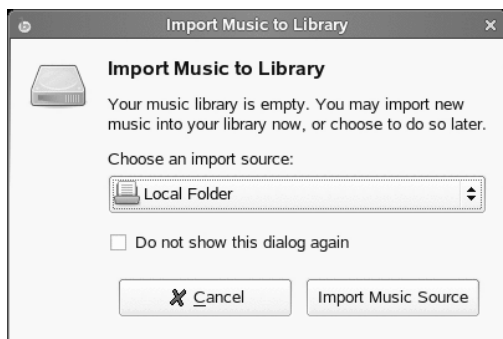 Import Music to Library
Import Music to Library
Your music library is empty. You may import new
music into your library now, or choose to do so later.
Choose an import source:
Local Folder
Do not show this dialog again
Cancel
Import Music Source